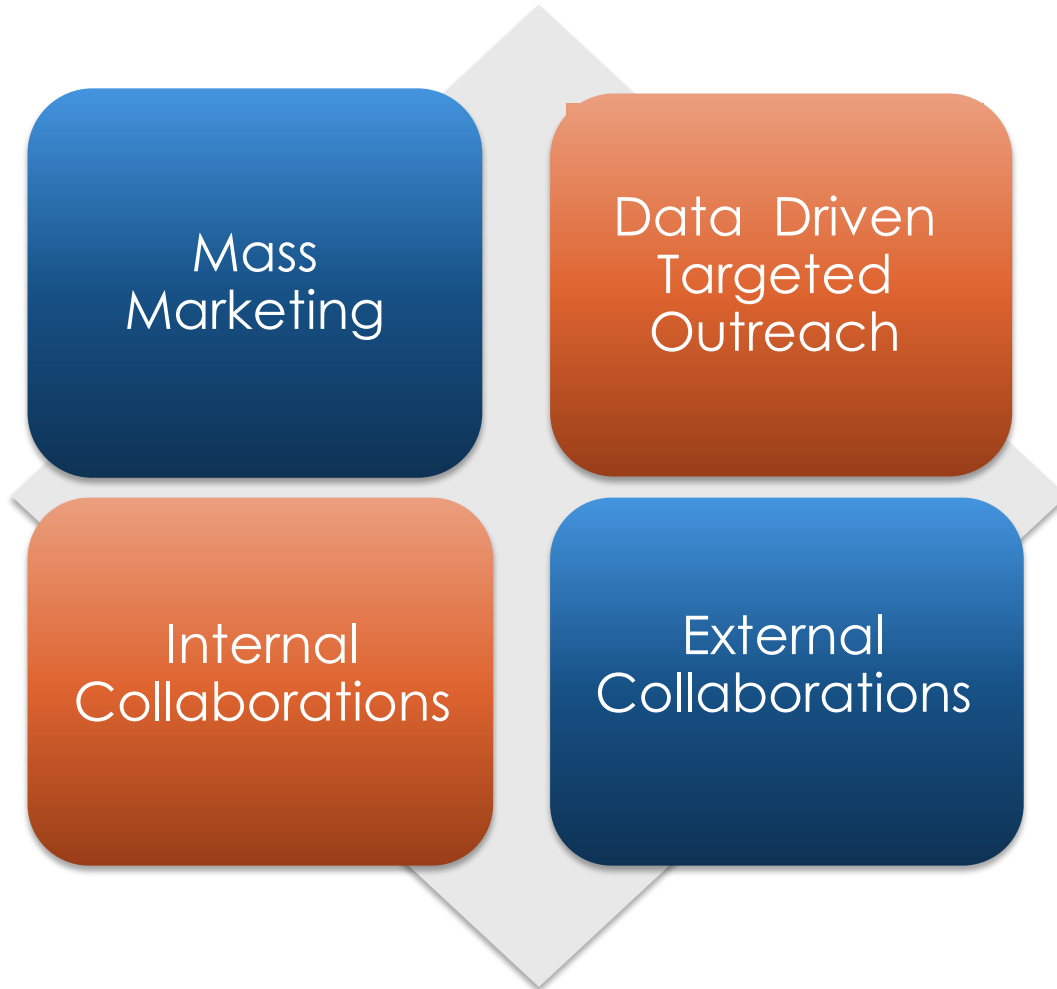 Mass
Marketing
Data Driven
Targeted
Outreach
Internal
Collaborations
External
Collaborations